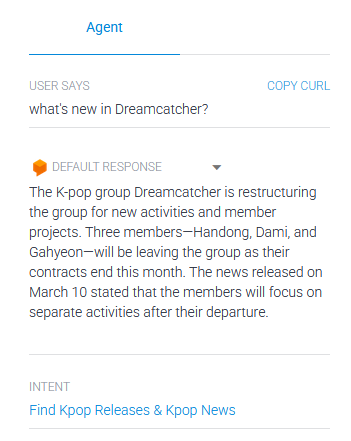 Agent
USER SAYS COPY CURL
what's new in Dreamcatcher?
DEFAULT RESPONSE
The K-pop group Dreamcatcher is restructuring
the group for new activities and member
projects. Three members—Handong, Dami, and
Gahyeon—will be leaving the group as their
contracts end this month. The news released on
March 10 stated that the members will focus on
separate activities after their departure.
INTENT
Find Kpop Releases & Kpop News